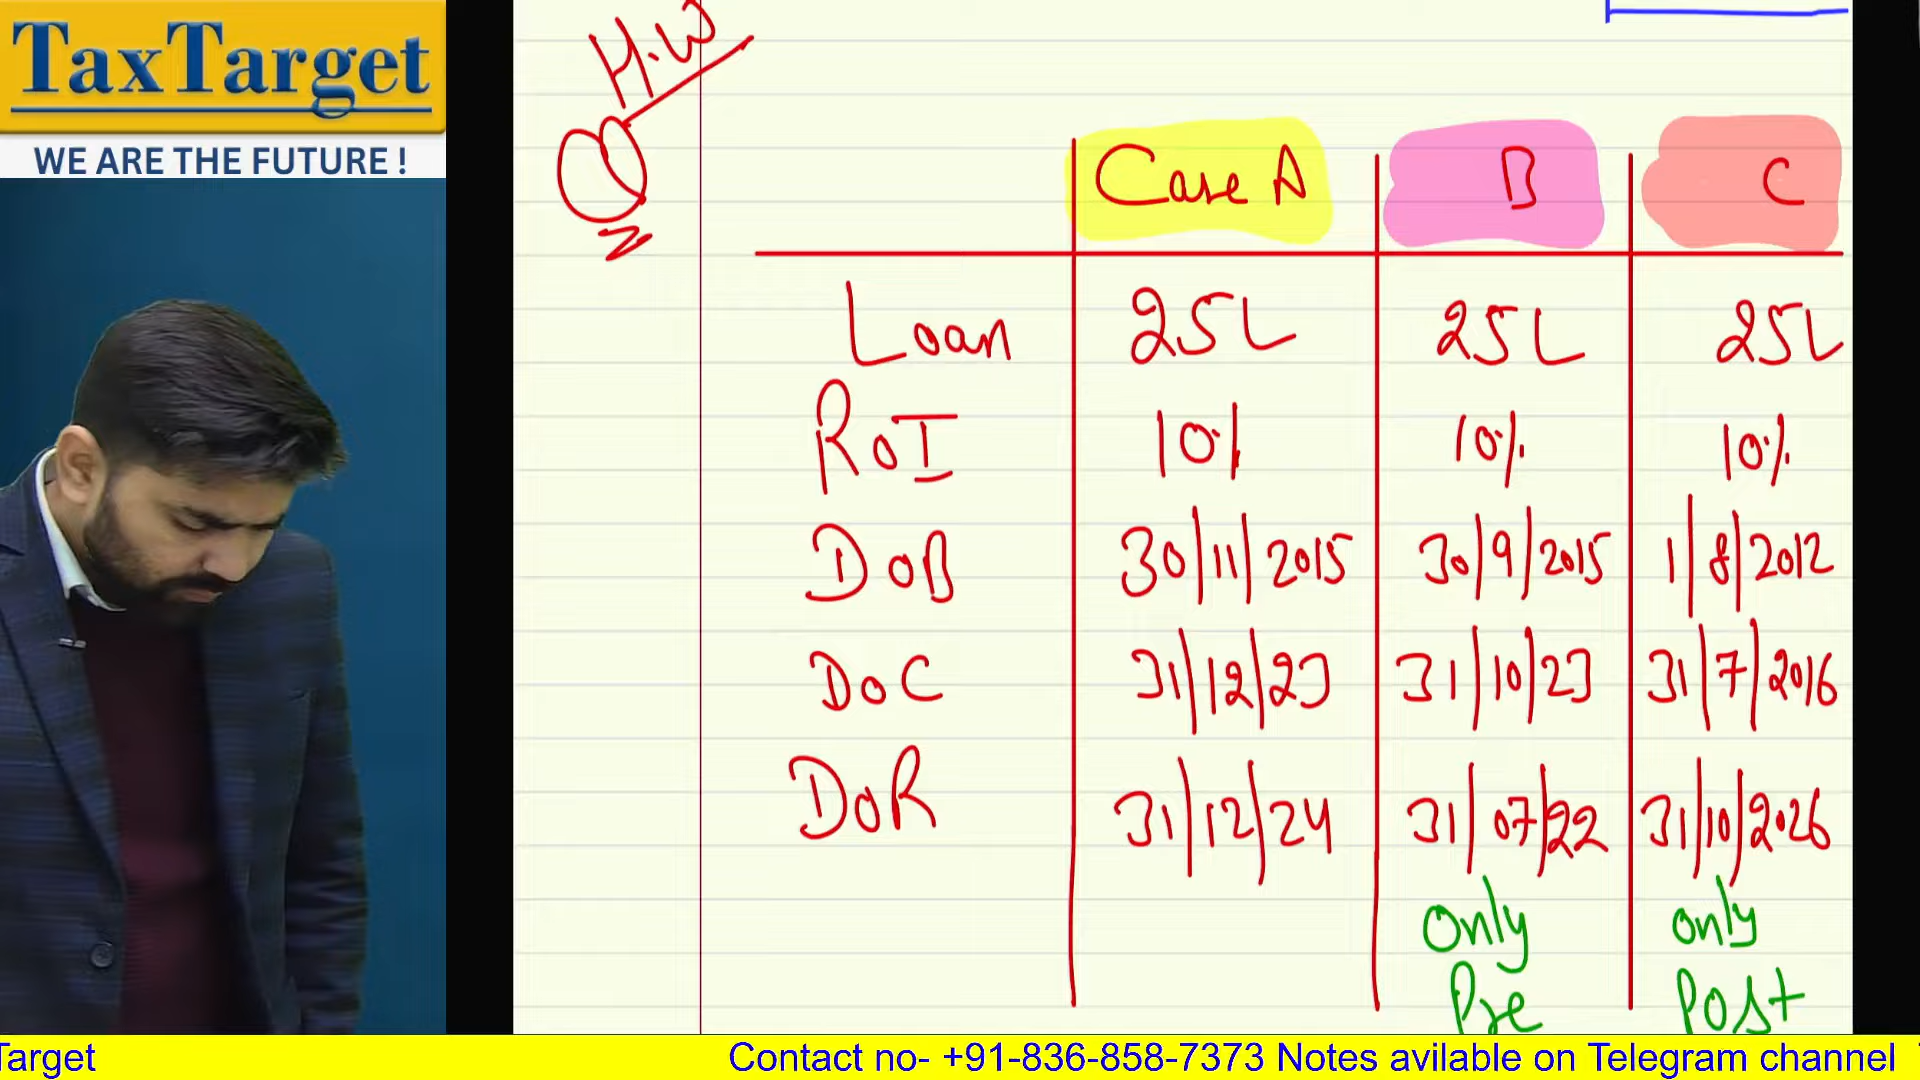 TaxTarget
WE ARE THE FUTURE !
H.W
Q
Case A B C
Loan 25L 25L 25L
RoI 10% 10% 10%
DoB 30/11/2015 30/9/2015 1/8/2012
DoC 31/12/23 31/10/23 31/7/2016
DoR 31/12/24 31/07/22 31/10/2026
only only
Pre Post
Target Contact no- +91-836-858-7373 Notes avilable on Telegram channel